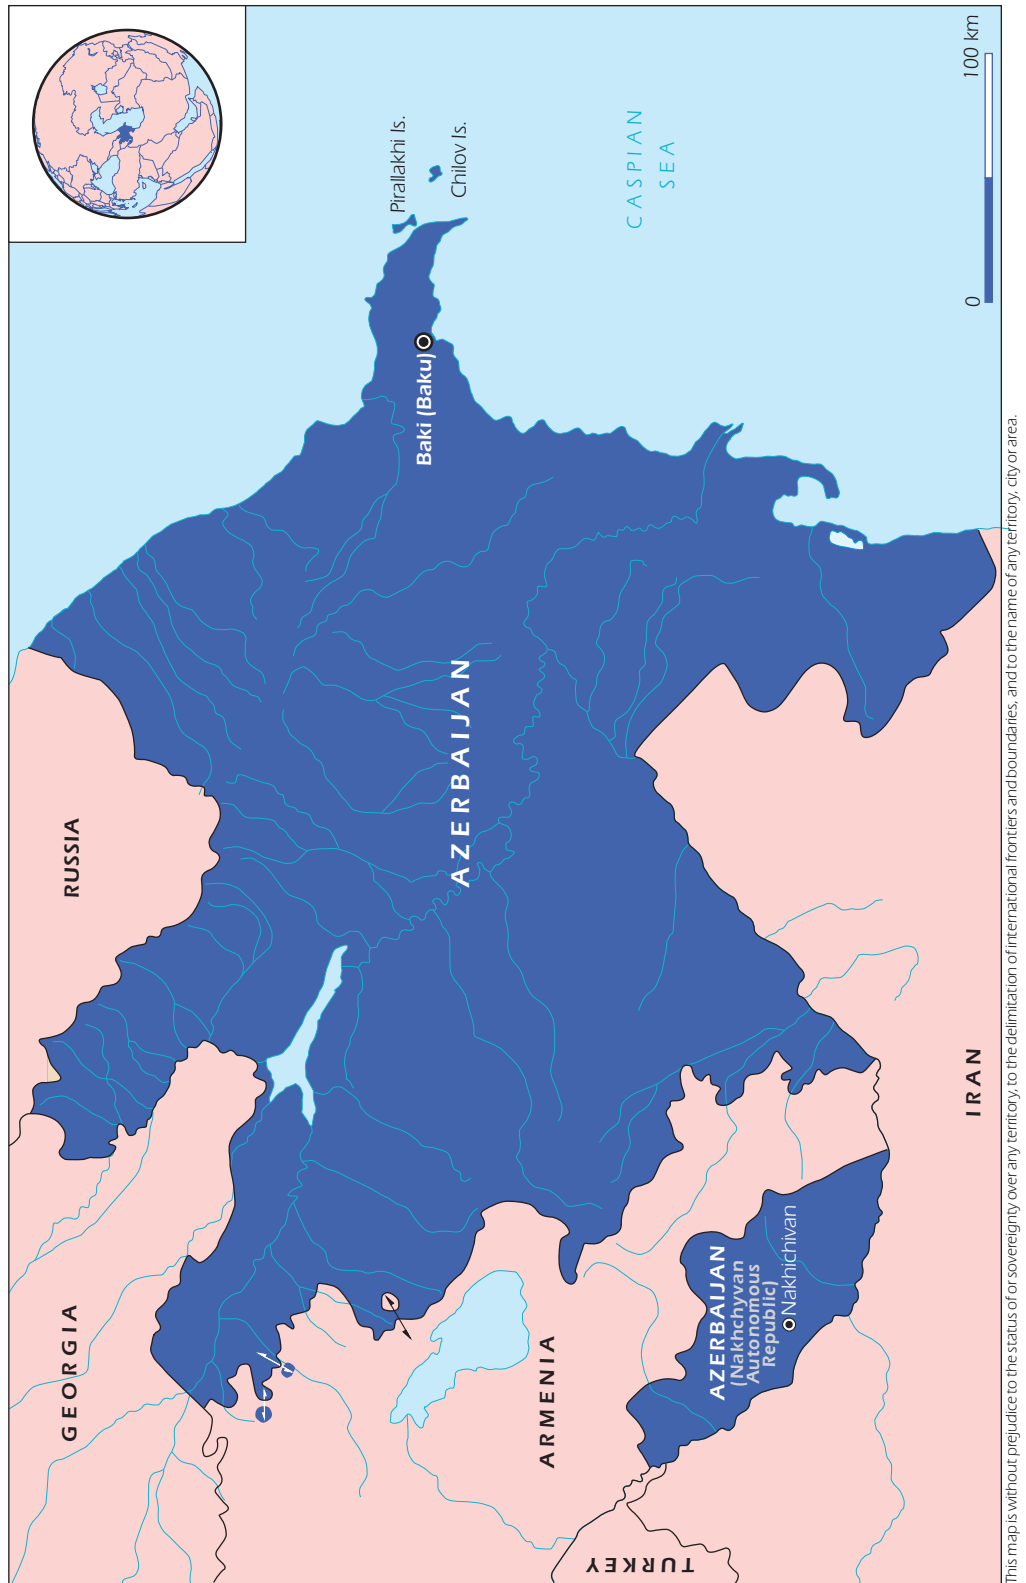 RUSSIA
GEORGIA
Pirallakhi Is.
Chilov Is.
Baki (Baku)
CASPIAN
SEA
AZERBAIJAN
ARMENIA
AZERBAIJAN
(Nakhchyvan
Autonomous
Republic)
Nakhichivan
TURKEY
IRAN
0
100 km
This map is without prejudice to the status of or sovereignty over any territory, to the delimitation of international frontiers and boundaries, and to the name of any territory, city or area.